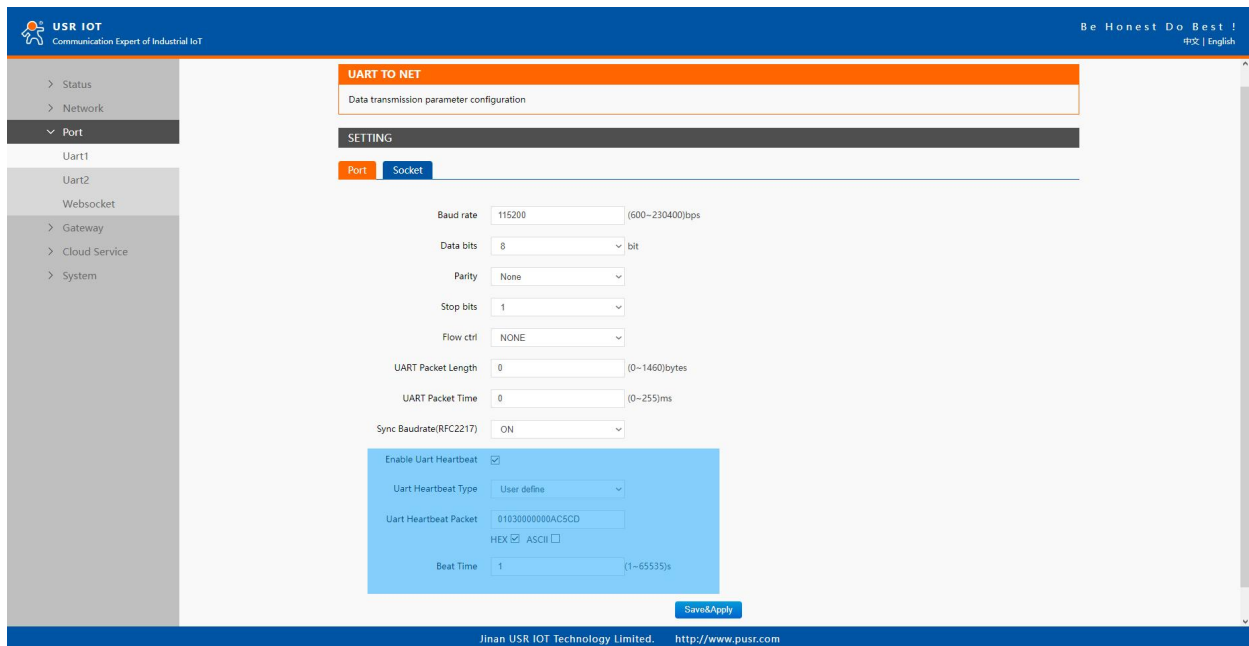 USR IOT
Communication Expert of Industrial IoT
Be Honest Do Best !
中文 | English
Status
Network
Port
Uart1
Uart2
Websocket
Gateway
Cloud Service
System
UART TO NET
Data transmission parameter configuration
SETTING
Port Socket
Baud rate 115200 (600~230400)bps
Data bits 8 bit
Parity None
Stop bits 1
Flow ctrl NONE
UART Packet Length 0 (0~1460)bytes
UART Packet Time 0 (0~255)ms
Sync Baudrate(RFC2217) ON
Enable Uart Heartbeat
Uart Heartbeat Type User define
Uart Heartbeat Packet 01030000000AC5CD
HEX ASCII
Beat Time 1 (1~65535)s
Save&Apply
Jinan USR IOT Technology Limited. http://www.pusr.com